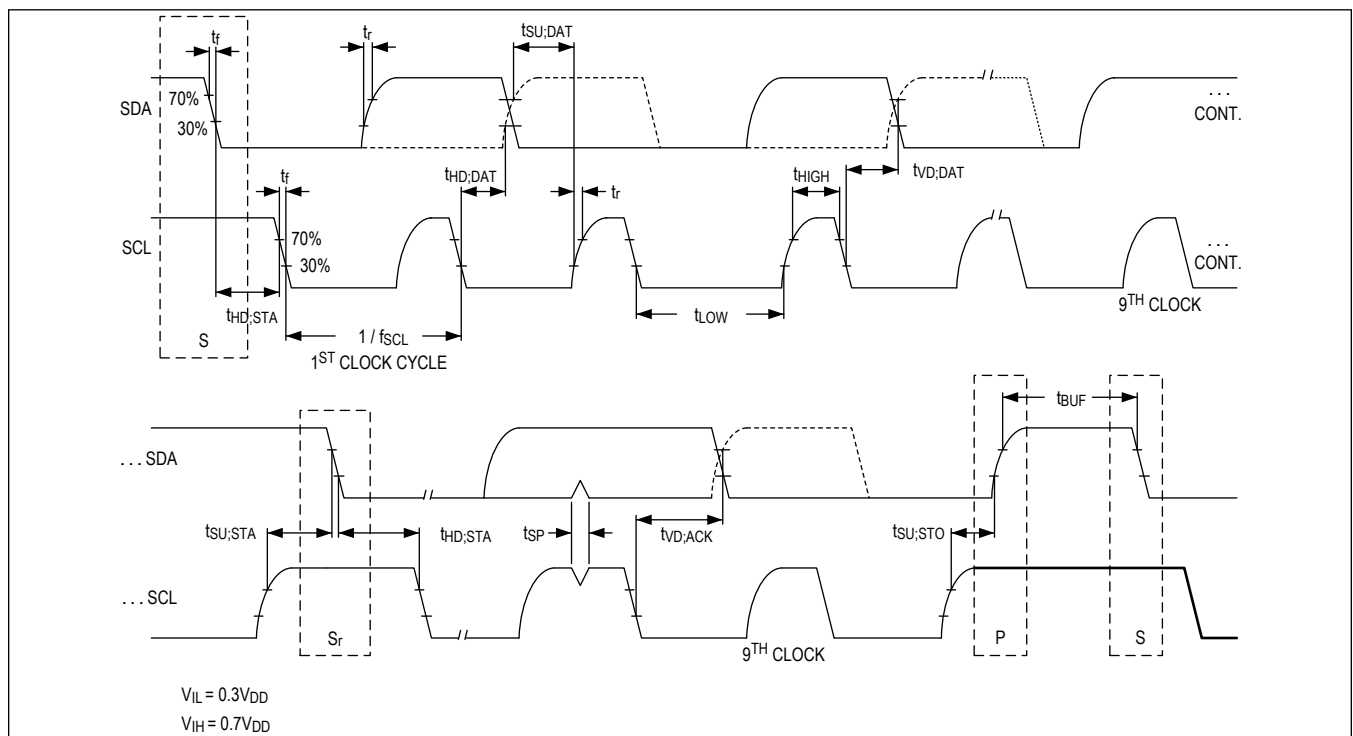 tf
tr
tSU;DAT
SDA
70%
30%
. . .
CONT.
tf
tHD;DAT
tr
tHIGH
tVD;DAT
SCL
70%
30%
. . .
CONT.
tHD;STA
tLOW
9TH CLOCK
S
1 / fSCL
1ST CLOCK CYCLE
tBUF
. . . SDA
tSU;STA
tHD;STA
tSP
tVD;ACK
tSU;STO
. . . SCL
Sr
9TH CLOCK
P
S
VIL = 0.3VDD
VIH = 0.7VDD